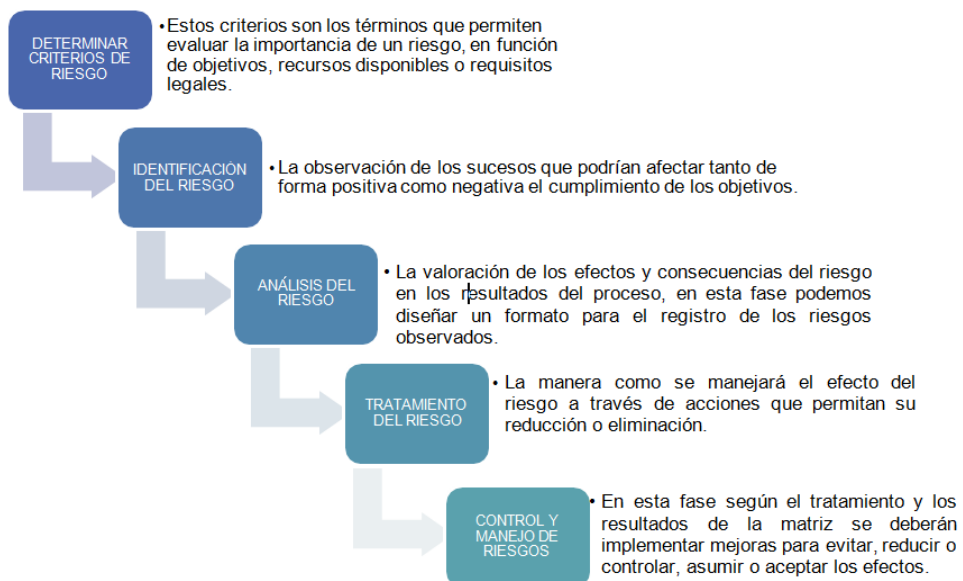 DETERMINAR
CRITERIOS DE
RIESGO
•Estos criterios son los términos que permiten
evaluar la importancia de un riesgo, en función
de objetivos, recursos disponibles o requisitos
legales.
IDENTIFICACIÓN
DEL RIESGO
•La observación de los sucesos que podrían afectar tanto de
forma positiva como negativa el cumplimiento de los objetivos.
ANÁLISIS DEL
RIESGO
• La valoración de los efectos y consecuencias del riesgo
en los resultados del proceso, en esta fase podemos
diseñar un formato para el registro de los riesgos
observados.
TRATAMIENTO
DEL RIESGO
• La manera como se manejará el efecto del
riesgo a través de acciones que permitan su
reducción o eliminación.
CONTROL Y
MANEJO DE
RIESGOS
• En esta fase según el tratamiento y los
resultados de la matriz se deberán
implementar mejoras para evitar, reducir o
controlar, asumir o aceptar los efectos.